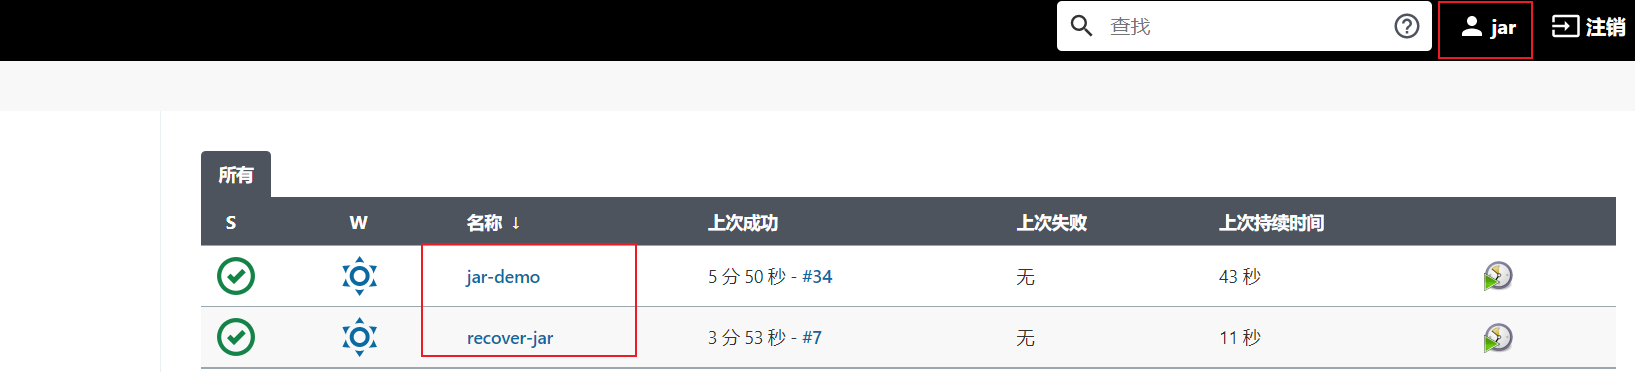 查找 jar 注销
所有
S W 名称 ↓ 上次成功 上次失败 上次持续时间
jar-demo 5 分 50 秒 - #34 无 43 秒
recover-jar 3 分 53 秒 - #7 无 11 秒